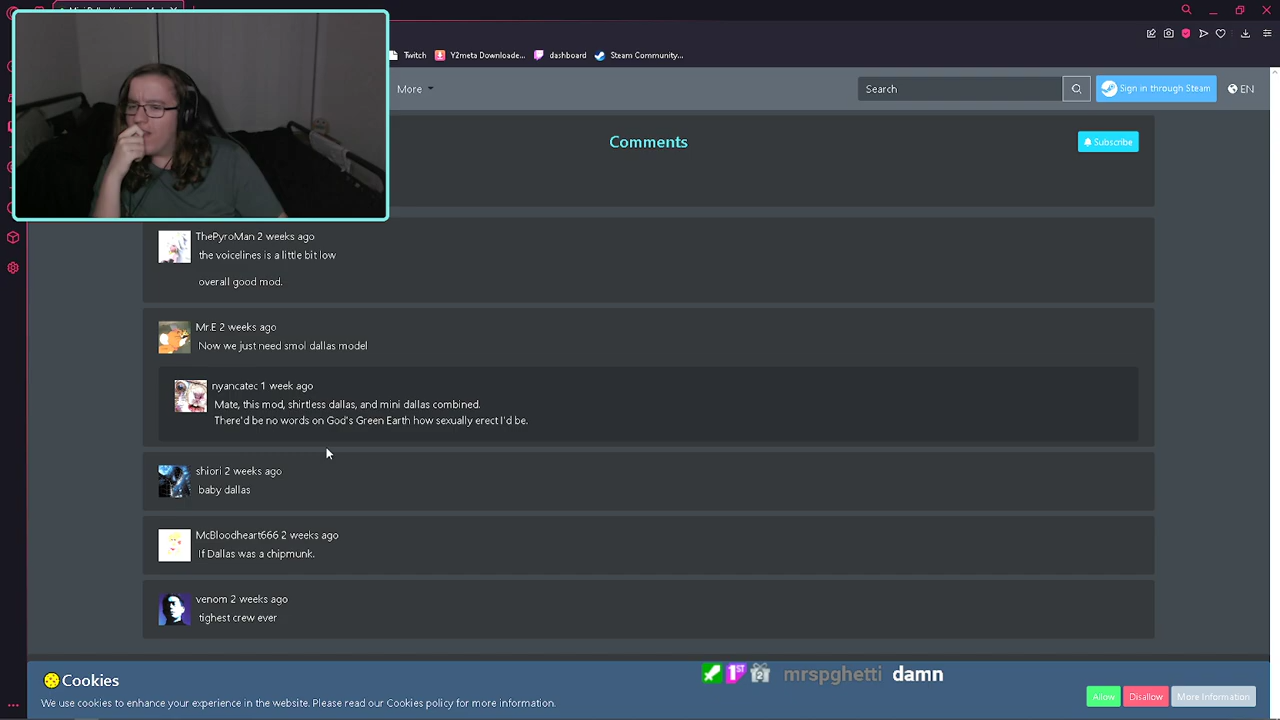 Twitch
Y2meta Downloade...
dashboard
Steam Community...
More
Search
Sign in through Steam
EN
Comments
Subscribe
ThePyroMan 2 weeks ago
the voicelines is a little bit low
overall good mod.
Mr.E 2 weeks ago
Now we just need smol dallas model
nyancatec 1 week ago
Mate, this mod, shirtless dallas, and mini dallas combined.
There'd be no words on God's Green Earth how sexually erect I'd be.
shiori 2 weeks ago
baby dallas
McBloodheart666 2 weeks ago
If Dallas was a chipmunk.
venom 2 weeks ago
tighest crew ever
Cookies
We use cookies to enhance your experience in the website. Please read our Cookies policy for more information.
Allow
Disallow
More Information
1ST
mrspghetti damn